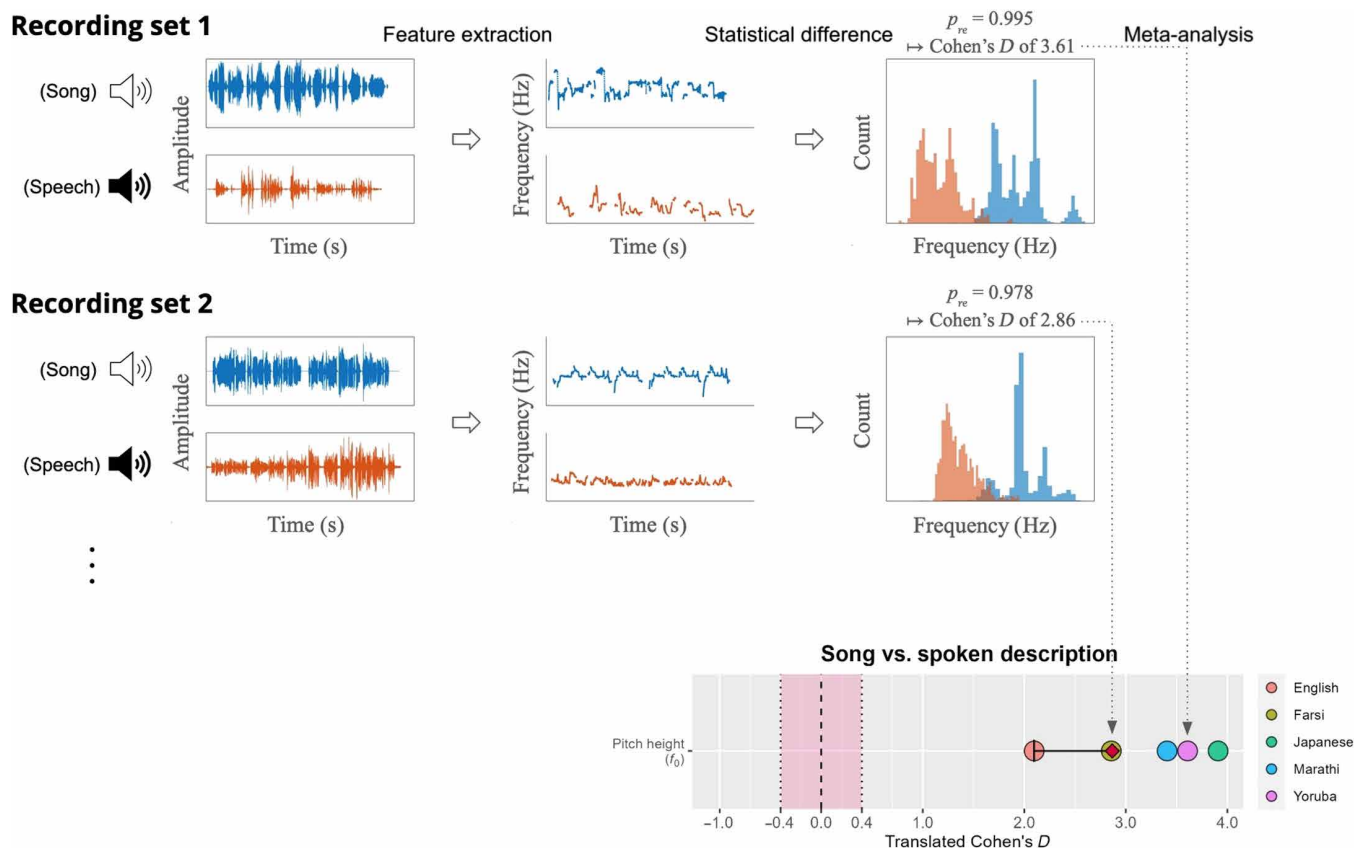 Recording set 1
Feature extraction
Statistical difference
Meta-analysis
p_re = 0.995
↦ Cohen's D of 3.61
(Song)
(Speech)
Amplitude
Time (s)
Frequency (Hz)
Time (s)
Count
Frequency (Hz)
Recording set 2
p_re = 0.978
↦ Cohen's D of 2.86
(Song)
(Speech)
Amplitude
Time (s)
Frequency (Hz)
Time (s)
Count
Frequency (Hz)
Song vs. spoken description
Pitch height
(f₀)
−1.0 −0.4 0.0 0.4 1.0 2.0 3.0 4.0
Translated Cohen's D
English
Farsi
Japanese
Marathi
Yoruba